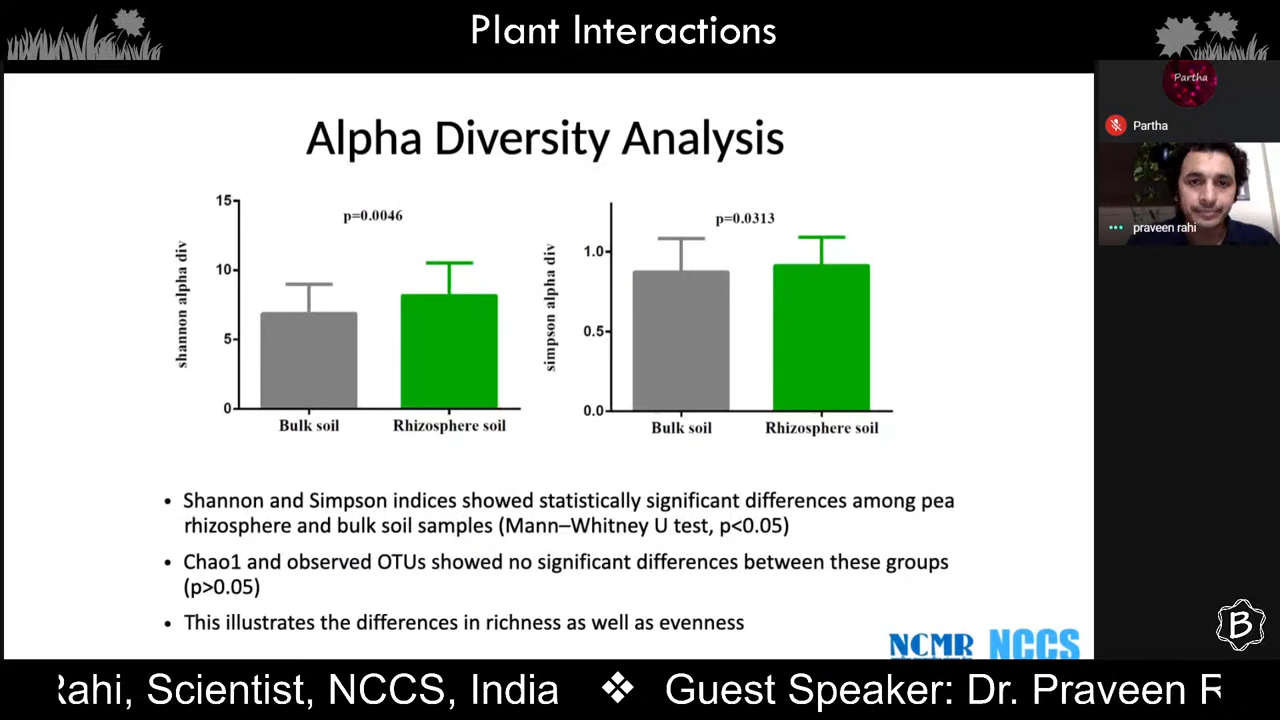 Plant Interactions
Alpha Diversity Analysis
15
10
5
0
shannon alpha div
p=0.0046
Bulk soil
Rhizosphere soil
1.0
0.5
0.0
simpson alpha div
p=0.0313
Bulk soil
Rhizosphere soil
• Shannon and Simpson indices showed statistically significant differences among pea
rhizosphere and bulk soil samples (Mann–Whitney U test, p<0.05)
• Chao1 and observed OTUs showed no significant differences between these groups
(p>0.05)
• This illustrates the differences in richness as well as evenness
NCMR NCCS
Partha
Partha
praveen rahi
B
Rahi, Scientist, NCCS, India ❖ Guest Speaker: Dr. Praveen R